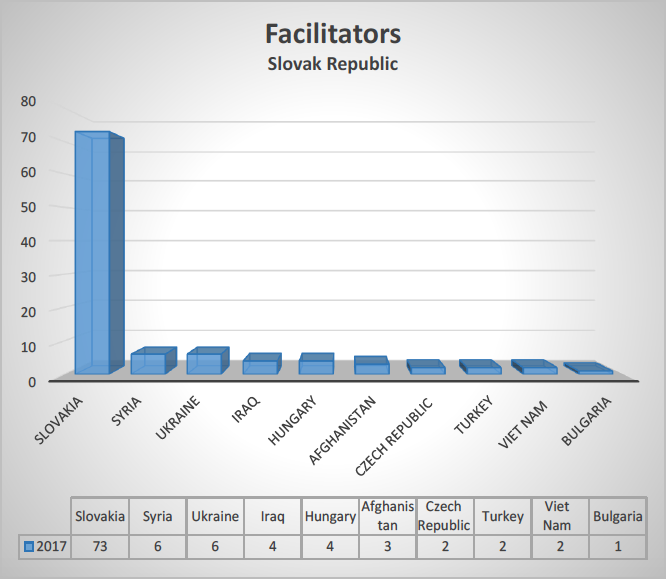 Facilitators
Slovak Republic
80
70
60
50
40
30
20
10
0
SLOVAKIA
SYRIA
UKRAINE
IRAQ
HUNGARY
AFGHANISTAN
CZECH REPUBLIC
TURKEY
VIET NAM
BULGARIA
Slovakia Syria Ukraine Iraq Hungary Afghanis Czech Turkey Viet Bulgaria
tan Republic Nam
2017 73 6 6 4 4 3 2 2 2 1